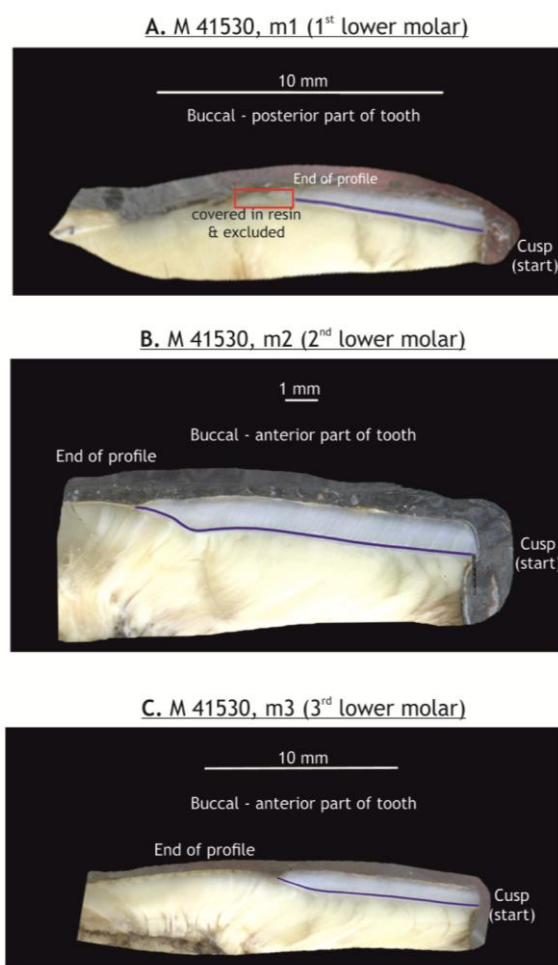 A. M 41530, m1 (1st lower molar)
10 mm
Buccal - posterior part of tooth
End of profile
covered in resin
& excluded
Cusp
(start)
B. M 41530, m2 (2nd lower molar)
1 mm
Buccal - anterior part of tooth
End of profile
Cusp
(start)
C. M 41530, m3 (3rd lower molar)
10 mm
Buccal - anterior part of tooth
End of profile
Cusp
(start)